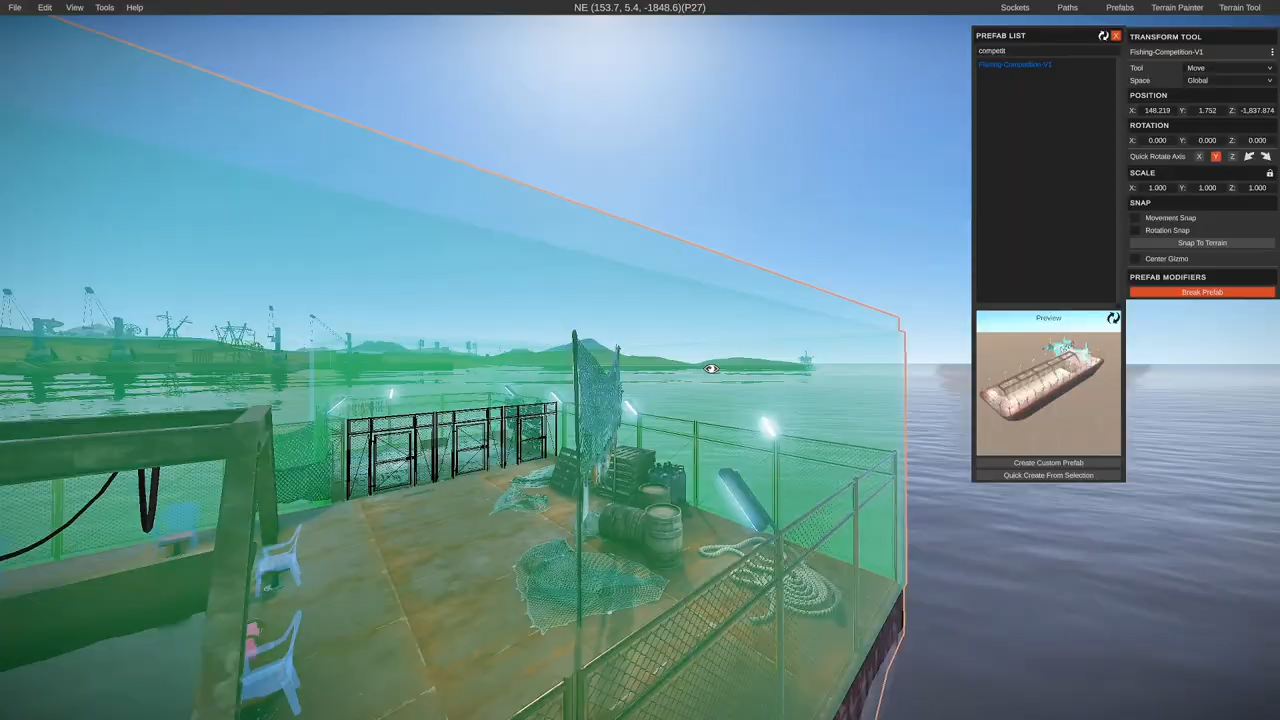 File Edit View Tools Help
NE (153.7, 5.4, -1848.6)(P27)
Sockets Paths Prefabs Terrain Painter Terrain Tool
PREFAB LIST X
compedt
Fishing-Competition-V1
Preview
Create Custom Prefab
Quick Create From Selection
TRANSFORM TOOL
Fishing-Competition-V1
Tool Move
Space Global
POSITION
X: 148.219 Y: 1.752 Z: -1,837.874
ROTATION
X: 0.000 Y: 0.000 Z: 0.000
Quick Rotate Axis X Y Z
SCALE
X: 1.000 Y: 1.000 Z: 1.000
SNAP
Movement Snap
Rotation Snap
Snap To Terrain
Center Gizmo
PREFAB MODIFIERS
Break Prefab